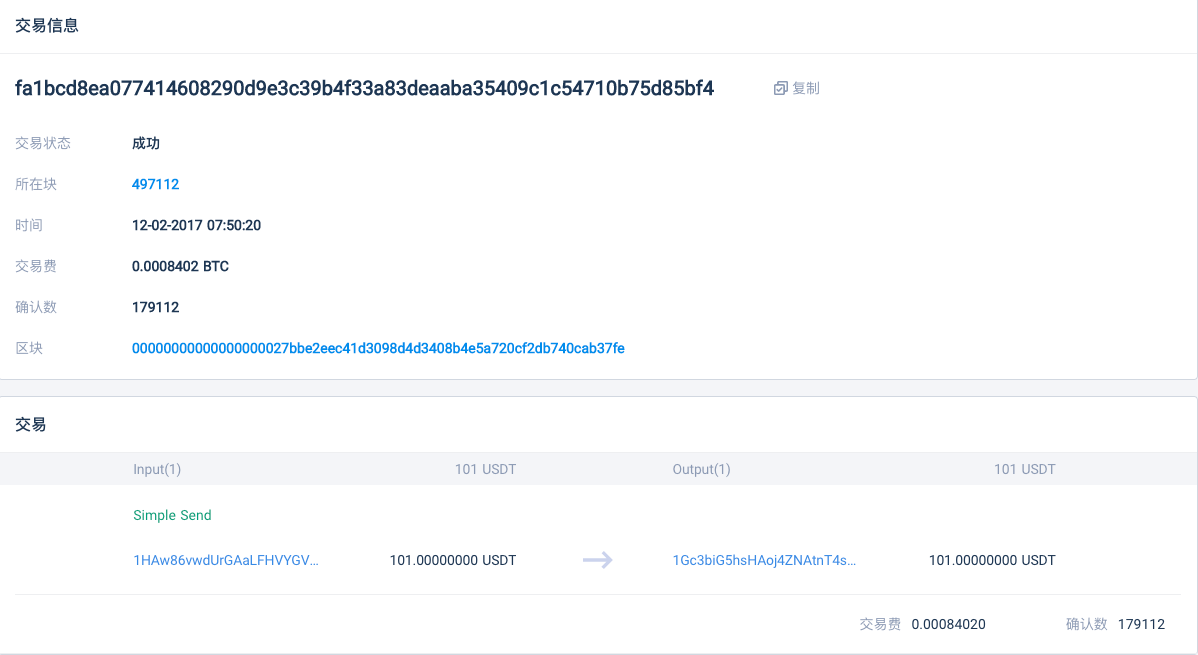 交易信息
fa1bcd8ea077414608290d9e3c39b4f33a83deaaba35409c1c54710b75d85bf4 复制
交易状态 成功
所在块 497112
时间 12-02-2017 07:50:20
交易费 0.0008402 BTC
确认数 179112
区块 00000000000000000027bbe2eec41d3098d4d3408b4e5a720cf2db740cab37fe
交易
Input(1) 101 USDT Output(1) 101 USDT
Simple Send
1HAw86vwdUrGAaLFHVYGV... 101.00000000 USDT 1Gc3biG5hsHAoj4ZNAtnT4s... 101.00000000 USDT
交易费 0.00084020 确认数 179112